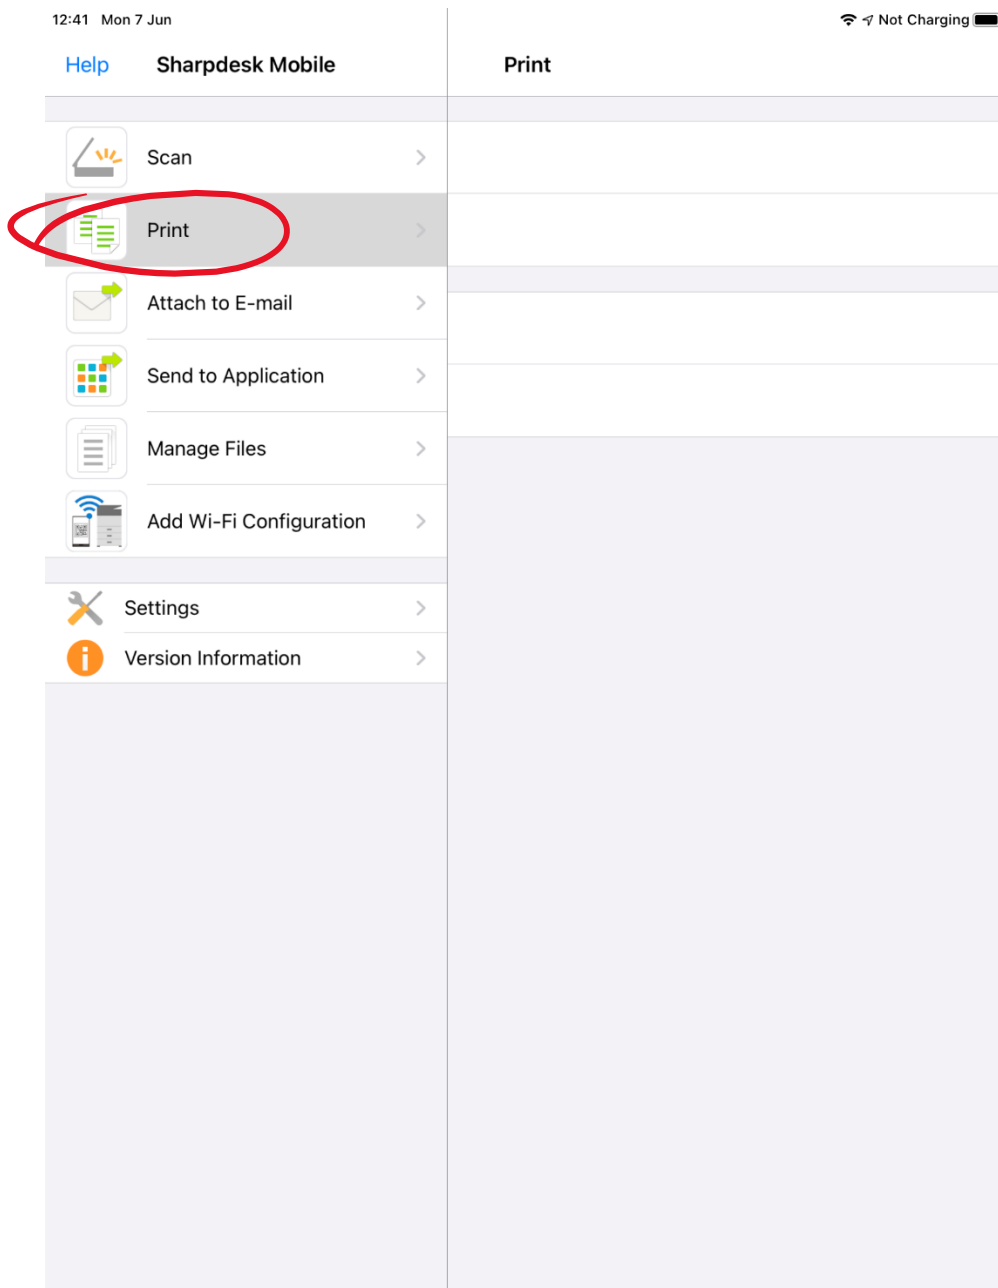 12:41 Mon 7 Jun Not Charging
Help Sharpdesk Mobile Print
Scan
Print
Attach to E-mail
Send to Application
Manage Files
Add Wi-Fi Configuration
Settings
Version Information